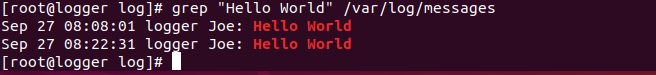 [root@logger log]# grep "Hello World" /var/log/messages
Sep 27 08:08:01 logger Joe: Hello World
Sep 27 08:22:31 logger Joe: Hello World
[root@logger log]#